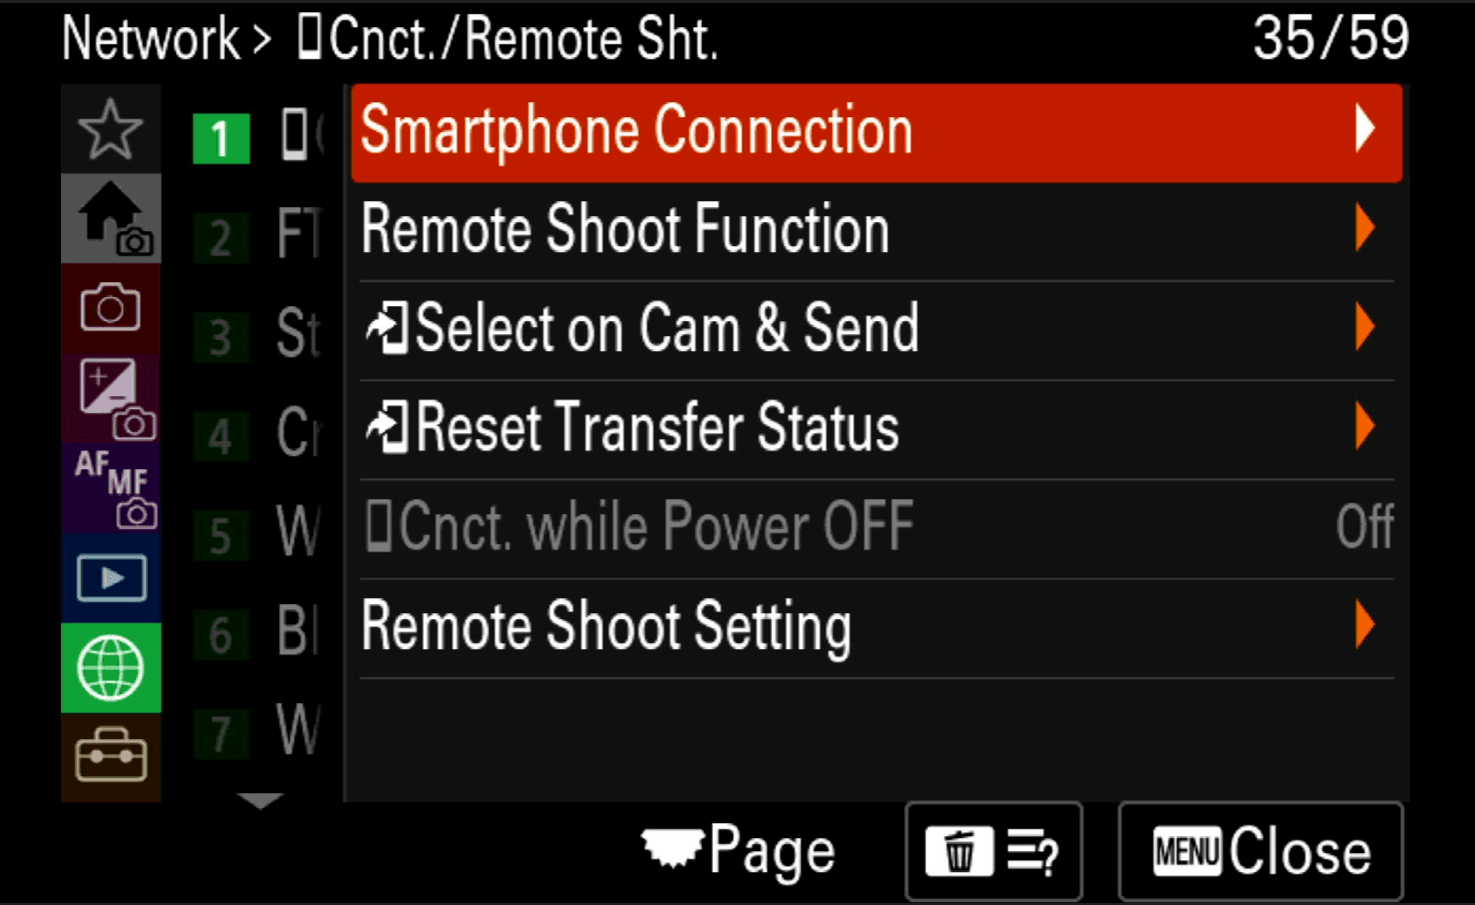 Network > Cnct./Remote Sht. 35/59
1
Smartphone Connection
2 FT
Remote Shoot Function
3 St
Select on Cam & Send
4
Reset Transfer Status
AF MF
5 W
Cnct. while Power OFF Off
6 Bl
Remote Shoot Setting
7 W
Page
MENU Close